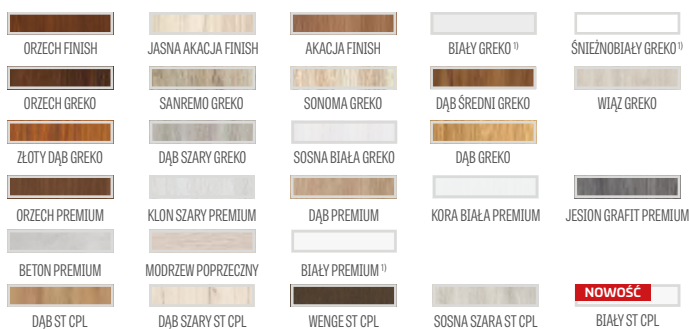 ORZECH FINISH JASNA AKACJA FINISH AKACJA FINISH BIAŁY GREKO ¹⁾ ŚNIEŻNOBIAŁY GREKO ¹⁾
ORZECH GREKO SANREMO GREKO SONOMA GREKO DĄB ŚREDNI GREKO WIĄZ GREKO
ZŁOTY DĄB GREKO DĄB SZARY GREKO SOSNA BIAŁA GREKO DĄB GREKO
ORZECH PREMIUM KLON SZARY PREMIUM DĄB PREMIUM KORA BIAŁA PREMIUM JESION GRAFIT PREMIUM
BETON PREMIUM MODRZEW POPRZECZNY BIAŁY PREMIUM ¹⁾
NOWOŚĆ
DĄB ST CPL DĄB SZARY ST CPL WENGE ST CPL SOSNA SZARA ST CPL BIAŁY ST CPL